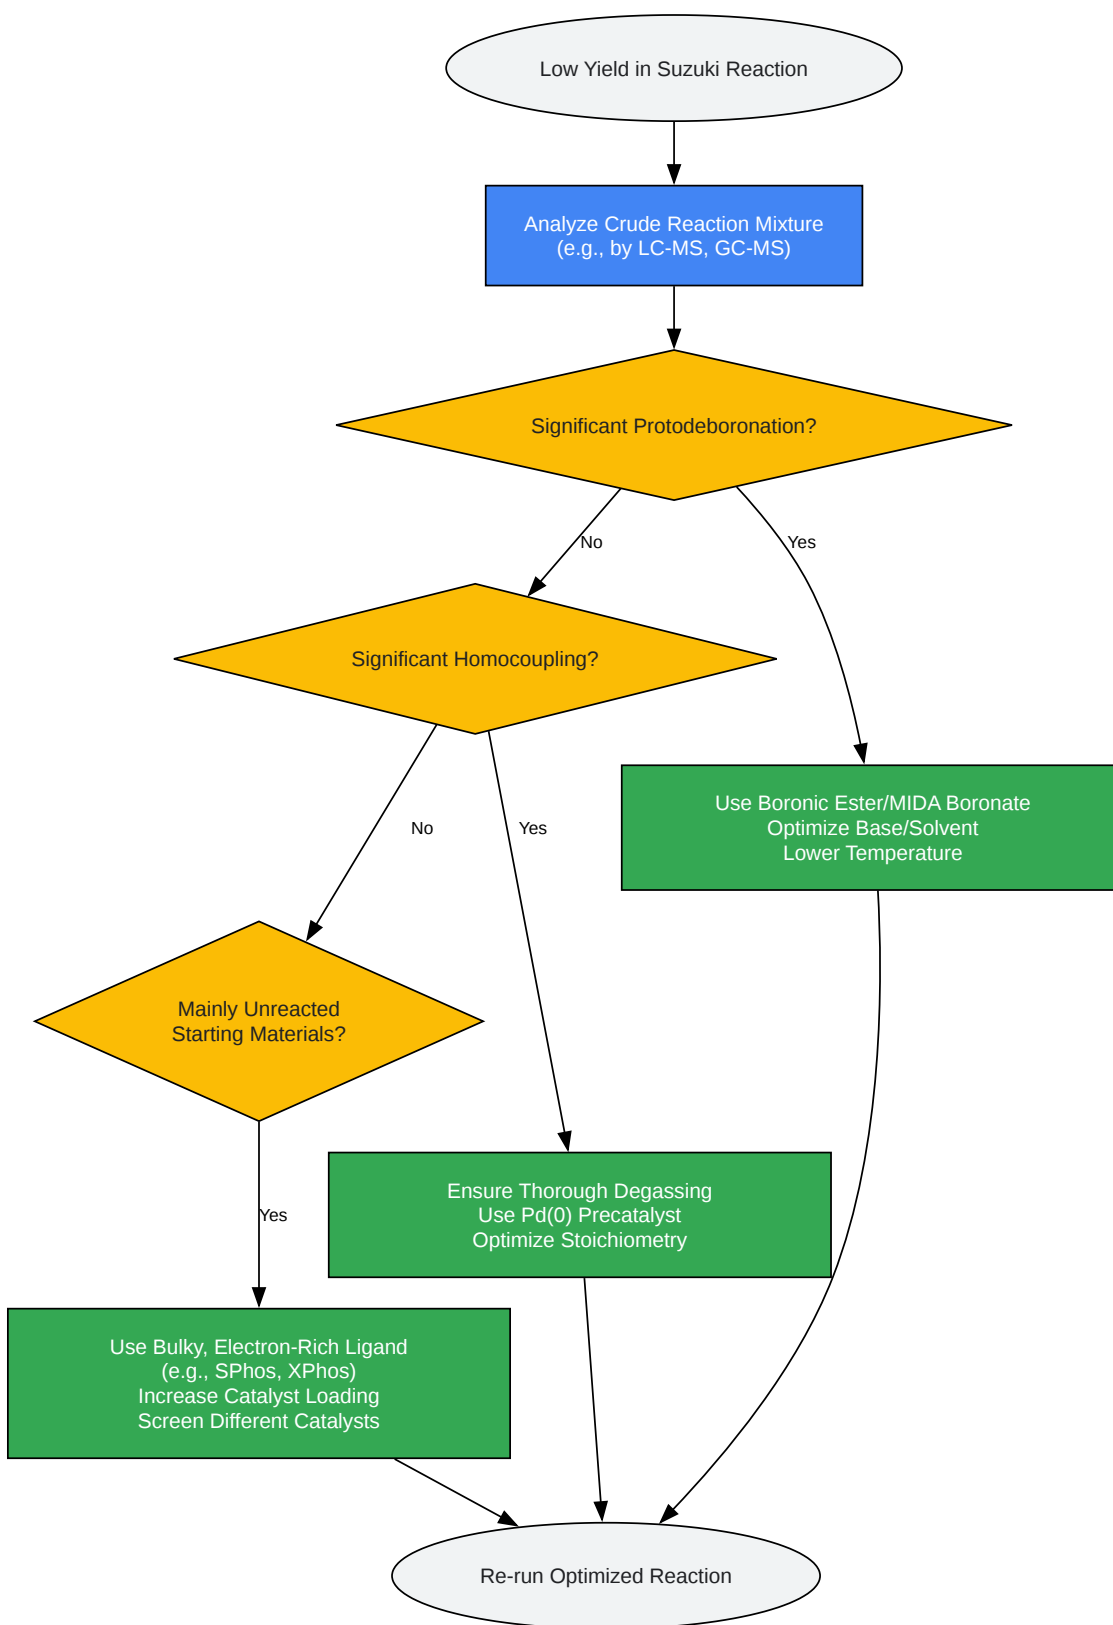 Low Yield in Suzuki Reaction
Analyze Crude Reaction Mixture
(e.g., by LC-MS, GC-MS)
Significant Protodeboronation?
No
Yes
Significant Homocoupling?
Use Boronic Ester/MIDA Boronate
Optimize Base/Solvent
Lower Temperature
No
Yes
Mainly Unreacted
Starting Materials?
Ensure Thorough Degassing
Use Pd(0) Precatalyst
Optimize Stoichiometry
Yes
Use Bulky, Electron-Rich Ligand
(e.g., SPhos, XPhos)
Increase Catalyst Loading
Screen Different Catalysts
Re-run Optimized Reaction